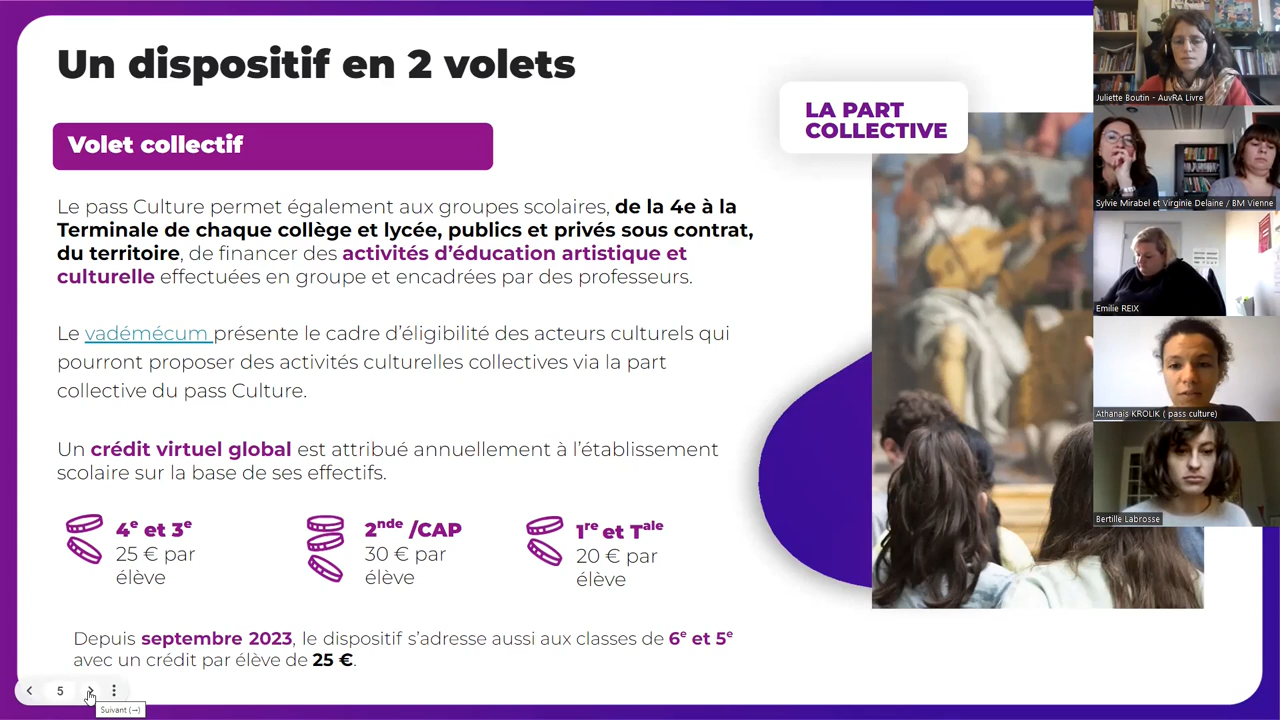 Un dispositif en 2 volets
Volet collectif
Le pass Culture permet également aux groupes scolaires, de la 4e à la
Terminale de chaque collège et lycée, publics et privés sous contrat,
du territoire, de financer des activités d’éducation artistique et
culturelle effectuées en groupe et encadrées par des professeurs.
Le vadémécum présente le cadre d’éligibilité des acteurs culturels qui
pourront proposer des activités culturelles collectives via la part
collective du pass Culture.
Un crédit virtuel global est attribué annuellement à l’établissement
scolaire sur la base de ses effectifs.
4e et 3e
25 € par
élève
2nde /CAP
30 € par
élève
1re et Tale
20 € par
élève
Depuis septembre 2023, le dispositif s’adresse aussi aux classes de 6e et 5e
avec un crédit par élève de 25 €.
5
Suivant (→)
LA PART
COLLECTIVE
Juliette Boutin - AuvRA Livre
Sylvie Mirabel et Virginie Delaine / BM Vienne
Emilie REIX
Athanaïs KROLIK ( pass culture)
Bertille Labrosse